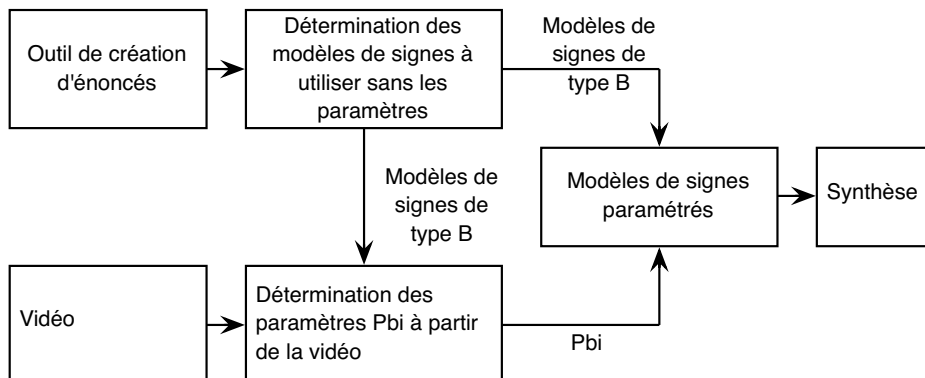 Outil de création
d'énoncés
Détermination des
modèles de signes à
utiliser sans les
paramètres
Modèles de
signes de
type B
Modèles de
signes de
type B
Modèles de signes
paramétrés
Synthèse
Vidéo
Détermination des
paramètres Pbi à partir
de la vidéo
Pbi